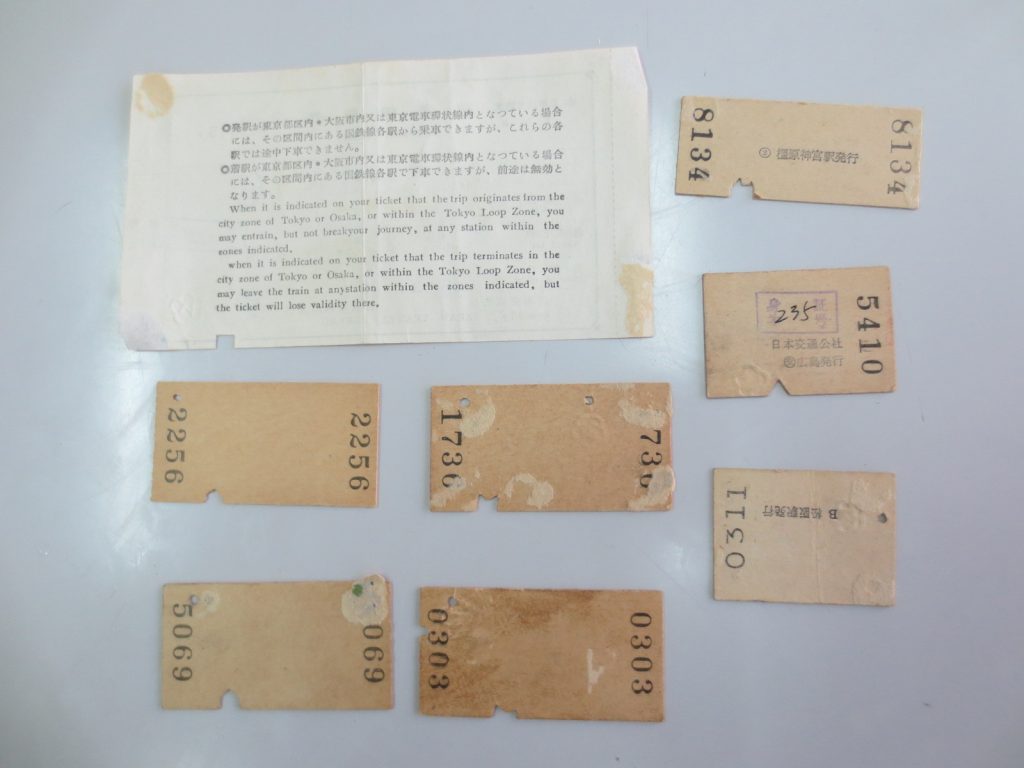 ◎発駅が東京都区内・大阪市内又は東京電車環状線内となつている場合
には、その区間内にある国鉄線各駅から乗車できますが、これらの各
駅では途中下車できません。
◎着駅が東京都区内・大阪市内又は東京電車環状線内となつている場合
には、その区間内にある国鉄線各駅で下車できますが、前途は無効と
なります。
When it is indicated on your ticket that the trip originates from the
city zone of Tokyo or Osaka, or within the Tokyo Loop Zone, you
may entrain, but not breakyour journey, at any station within the
zones indicated.
when it is indicated on your ticket that the trip terminates in the
city zone of Tokyo or Osaka, or within the Tokyo Loop Zone, you
may leave the train at anystation within the zones indicated, but
the ticket will lose validity there.
8134
② 橿原神宮駅発行
8134
235
日本交通公社
広島発行
5410
2256
2256
1736
736
0311
B 松阪駅発行
5069
069
0303
0303